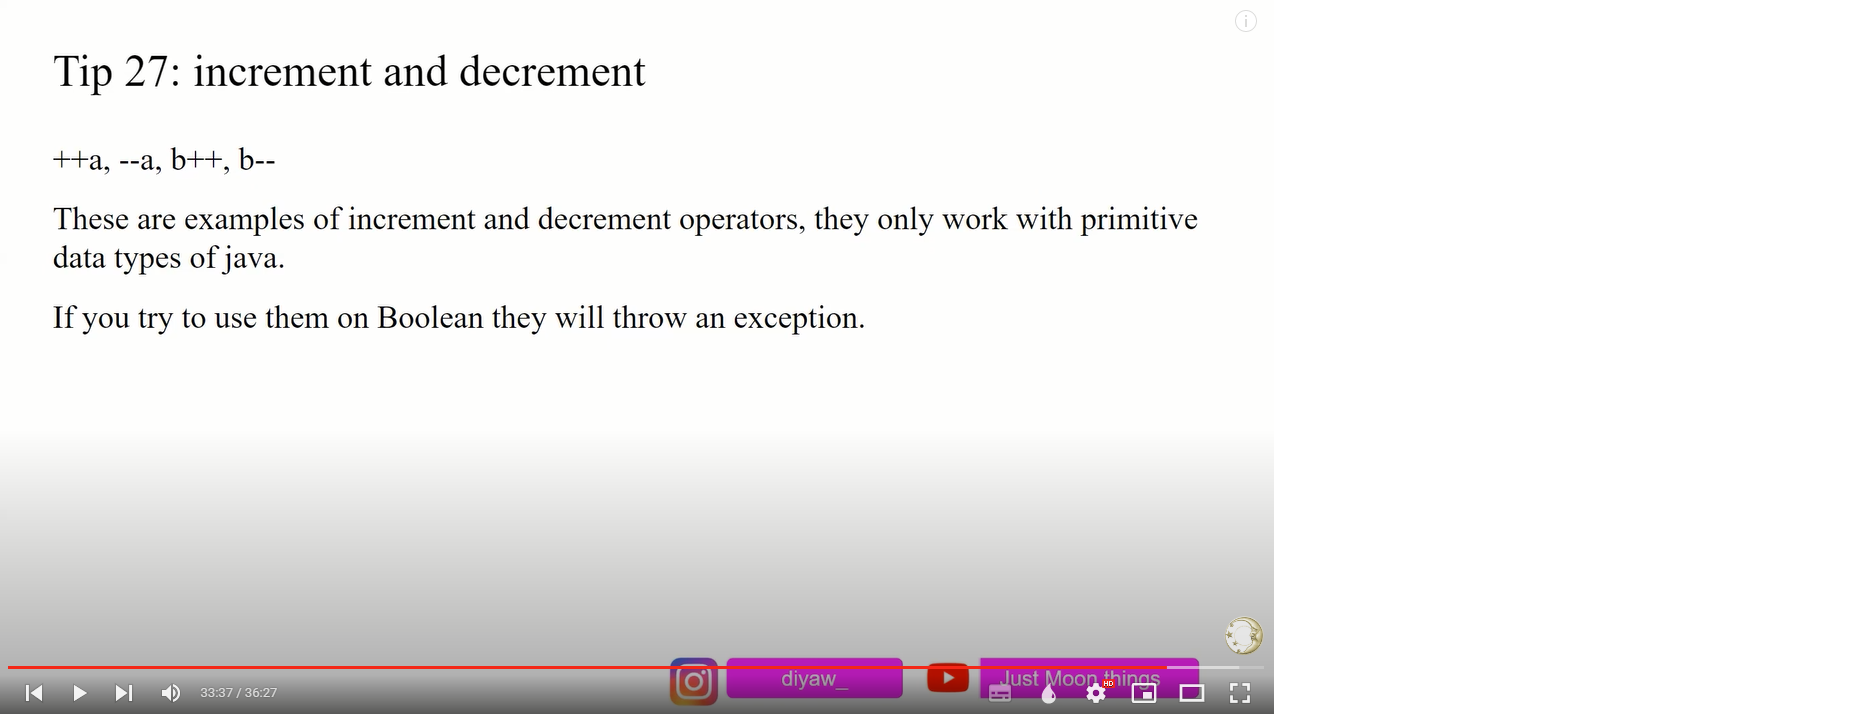 Tip 27: increment and decrement
++a, --a, b++, b--
These are examples of increment and decrement operators, they only work with primitive
data types of java.
If you try to use them on Boolean they will throw an exception.
diyaw_
Just Moon things
HD
33:37 / 36:27